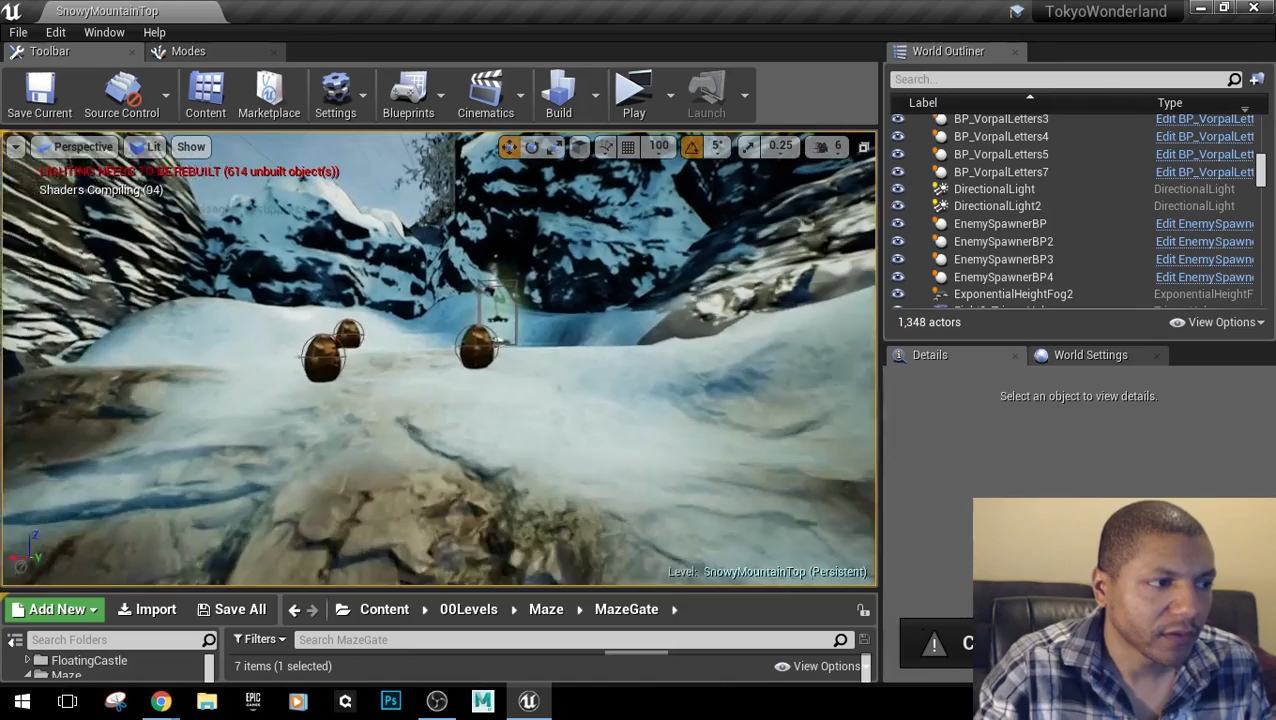 SnowyMountainTop
TokyoWonderland
File Edit Window Help
Toolbar
Modes
World Outliner
Save Current
Source Control
Content
Marketplace
Settings
Blueprints
Cinematics
Build
Play
Launch
Search...
Label
Type
BP_VorpalLetters3 Edit BP_VorpalLett
BP_VorpalLetters4 Edit BP_VorpalLett
BP_VorpalLetters5 Edit BP_VorpalLett
BP_VorpalLetters7 Edit BP_VorpalLett
DirectionalLight DirectionalLight
DirectionalLight2 DirectionalLight
EnemySpawnerBP Edit EnemySpawn
EnemySpawnerBP2 Edit EnemySpawn
EnemySpawnerBP3 Edit EnemySpawn
EnemySpawnerBP4 Edit EnemySpawn
ExponentialHeightFog2 ExponentialHeightF
1,348 actors
View Options
Perspective
Lit
Show
100
5°
0.25
6
LIGHTING NEEDS TO BE REBUILT (614 unbuilt object(s))
Shaders Compiling (94)
Z
Y
Level: SnowyMountainTop (Persistent)
Details
World Settings
Select an object to view details.
Add New
Import
Save All
Content
00Levels
Maze
MazeGate
Search Folders
Filters
Search MazeGate
FloatingCastle
Maze
7 items (1 selected)
View Options
EPIC
GAMES
Ps
M